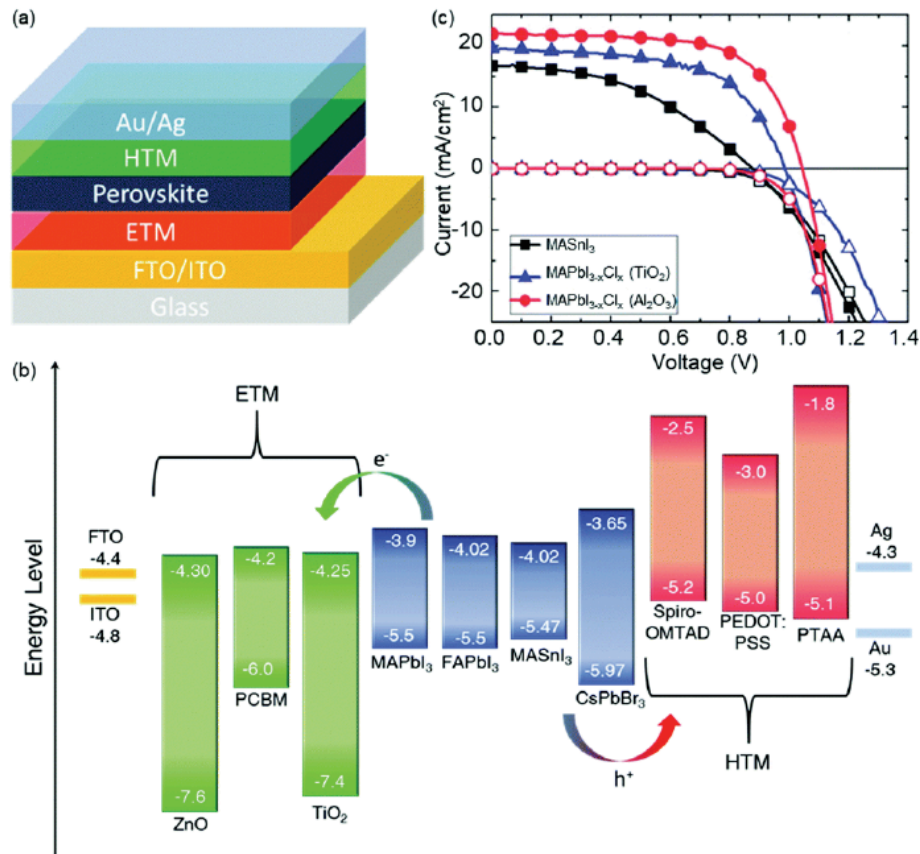 (a)
Au/Ag
HTM
Perovskite
ETM
FTO/ITO
Glass
(c)
Current (mA/cm²)
20
10
0
-10
-20
MASnI₃
MAPbI₃₋ₓClₓ (TiO₂)
MAPbI₃₋ₓClₓ (Al₂O₃)
0.0 0.2 0.4 0.6 0.8 1.0 1.2 1.4
Voltage (V)
(b)
Energy Level
ETM
e⁻
FTO
-4.4
ITO
-4.8
-4.30
-7.6
ZnO
-4.2
-6.0
PCBM
-4.25
-7.4
TiO₂
-3.9
-5.5
MAPbI₃
-4.02
-5.5
FAPbI₃
-4.02
-5.47
MASnI₃
-3.65
-5.97
CsPbBr₃
h⁺
-2.5
-5.2
Spiro-
OMTAD
-3.0
-5.0
PEDOT:
PSS
-1.8
-5.1
PTAA
HTM
Ag
-4.3
Au
-5.3